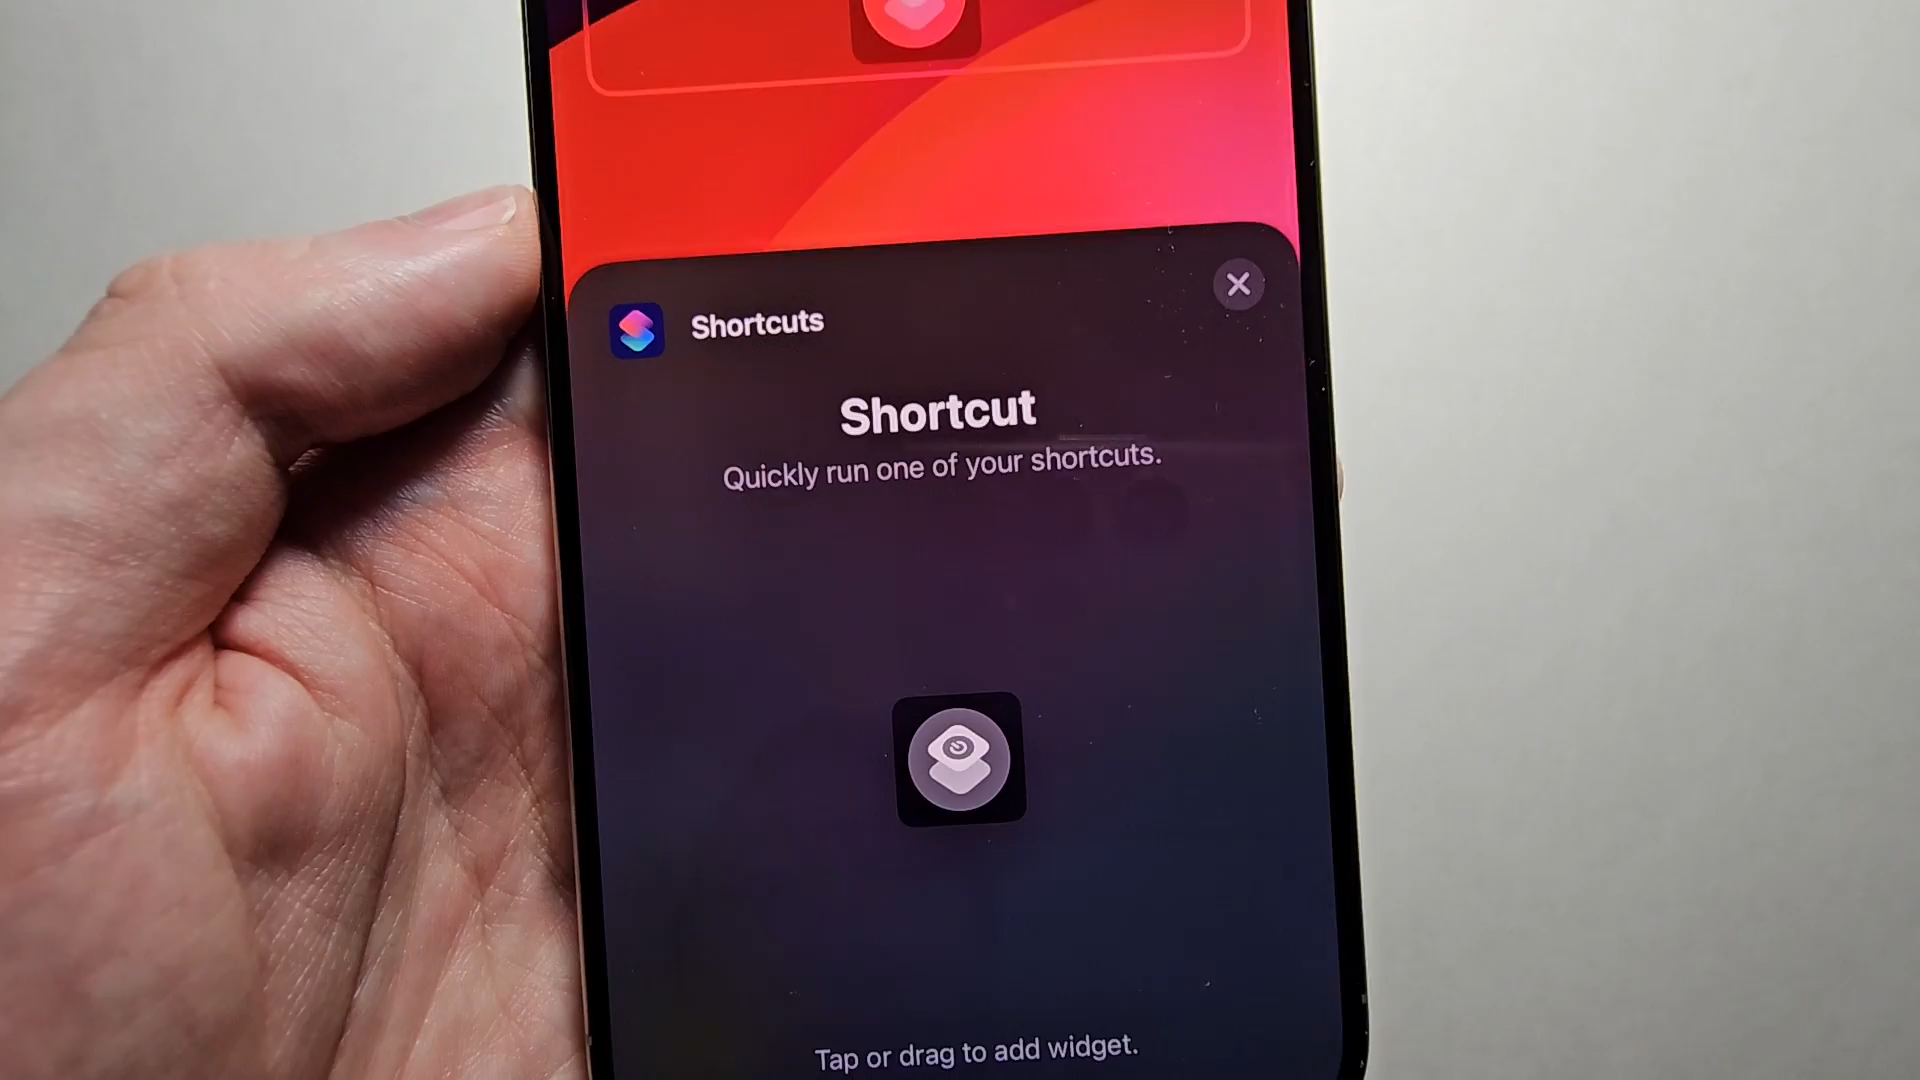 Shortcuts
Shortcut
Quickly run one of your shortcuts.
Tap or drag to add widget.